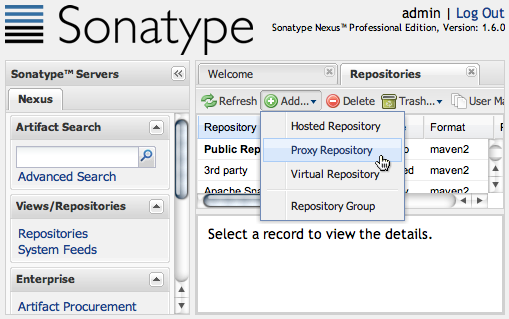 Sonatype
admin | Log Out
Sonatype Nexus™ Professional Edition, Version: 1.6.0
Sonatype™ Servers
Nexus
Artifact Search
Advanced Search
Views/Repositories
Repositories
System Feeds
Enterprise
Artifact Procurement
Welcome
Repositories
Refresh Add... Delete Trash... User Ma
Repository Format
Public Rep maven2
3rd party ed maven2
Apache Sna maven2
Hosted Repository
Proxy Repository
Virtual Repository
Repository Group
Select a record to view the details.